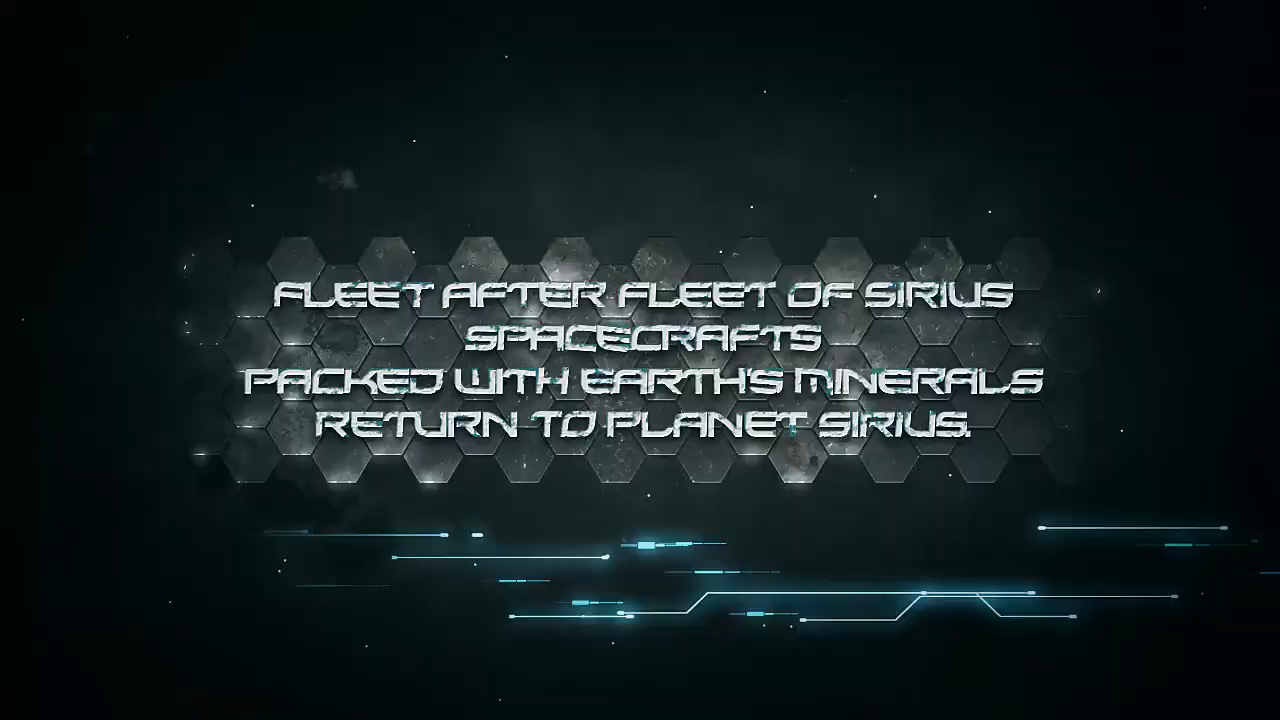 FLEET AFTER FLEET OF SIRIUS
SPACECRAFTS
PACKED WITH EARTH'S MINERALS
RETURN TO PLANET SIRIUS.